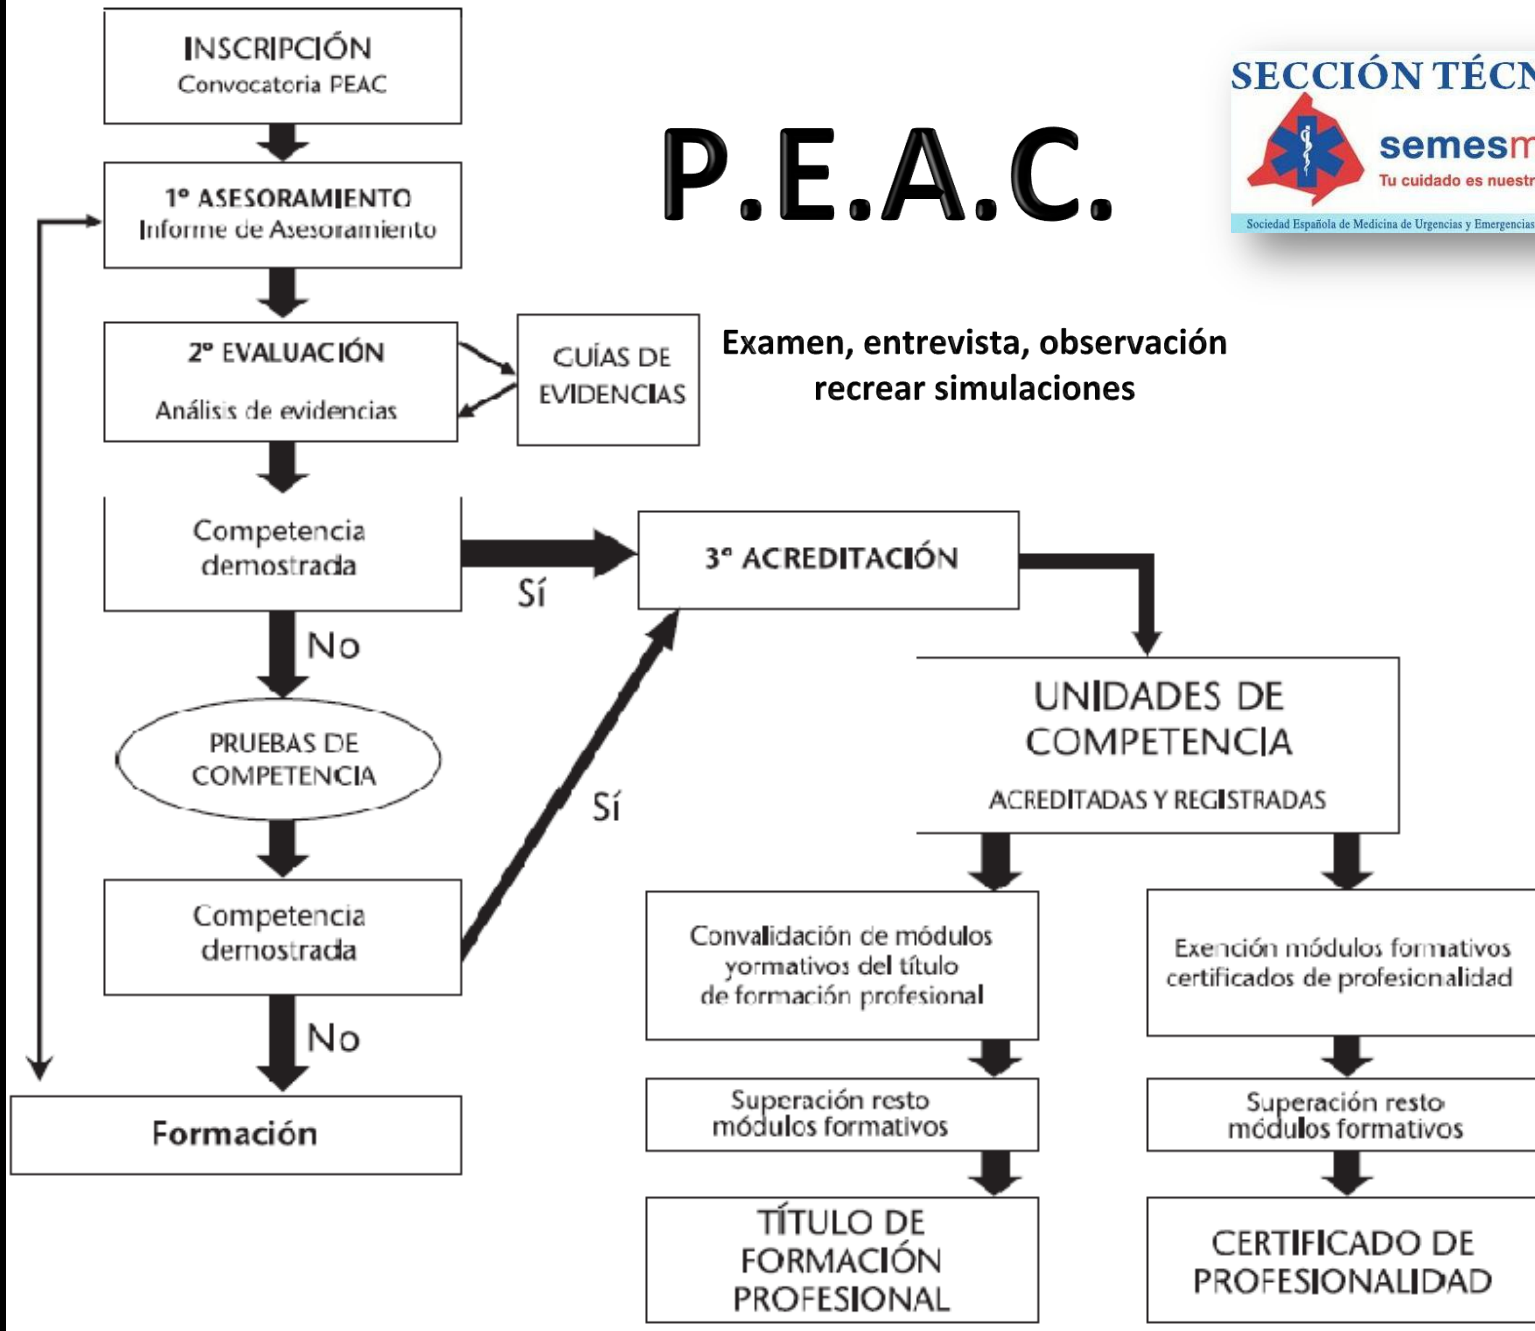 INSCRIPCIÓN
Convocatoria PEAC
P.E.A.C.
SECCIÓN TÉCN
semesm
Tu cuidado es nuestr
Sociedad Española de Medicina de Urgencias y Emergencias
1º ASESORAMIENTO
Informe de Asesoramiento
2º EVALUACIÓN
Análisis de evidencias
GUÍAS DE
EVIDENCIAS
Examen, entrevista, observación
recrear simulaciones
Competencia
demostrada
Sí
3ª ACREDITACIÓN
No
UNIDADES DE
COMPETENCIA
ACREDITADAS Y REGISTRADAS
PRUEBAS DE
COMPETENCIA
Sí
Competencia
demostrada
No
Formación
Convalidación de módulos
yormativos del título
de formación profesional
Exención módulos formativos
certificados de profesionalidad
Superación resto
módulos formativos
Superación resto
módulos formativos
TÍTULO DE
FORMACIÓN
PROFESIONAL
CERTIFICADO DE
PROFESIONALIDAD